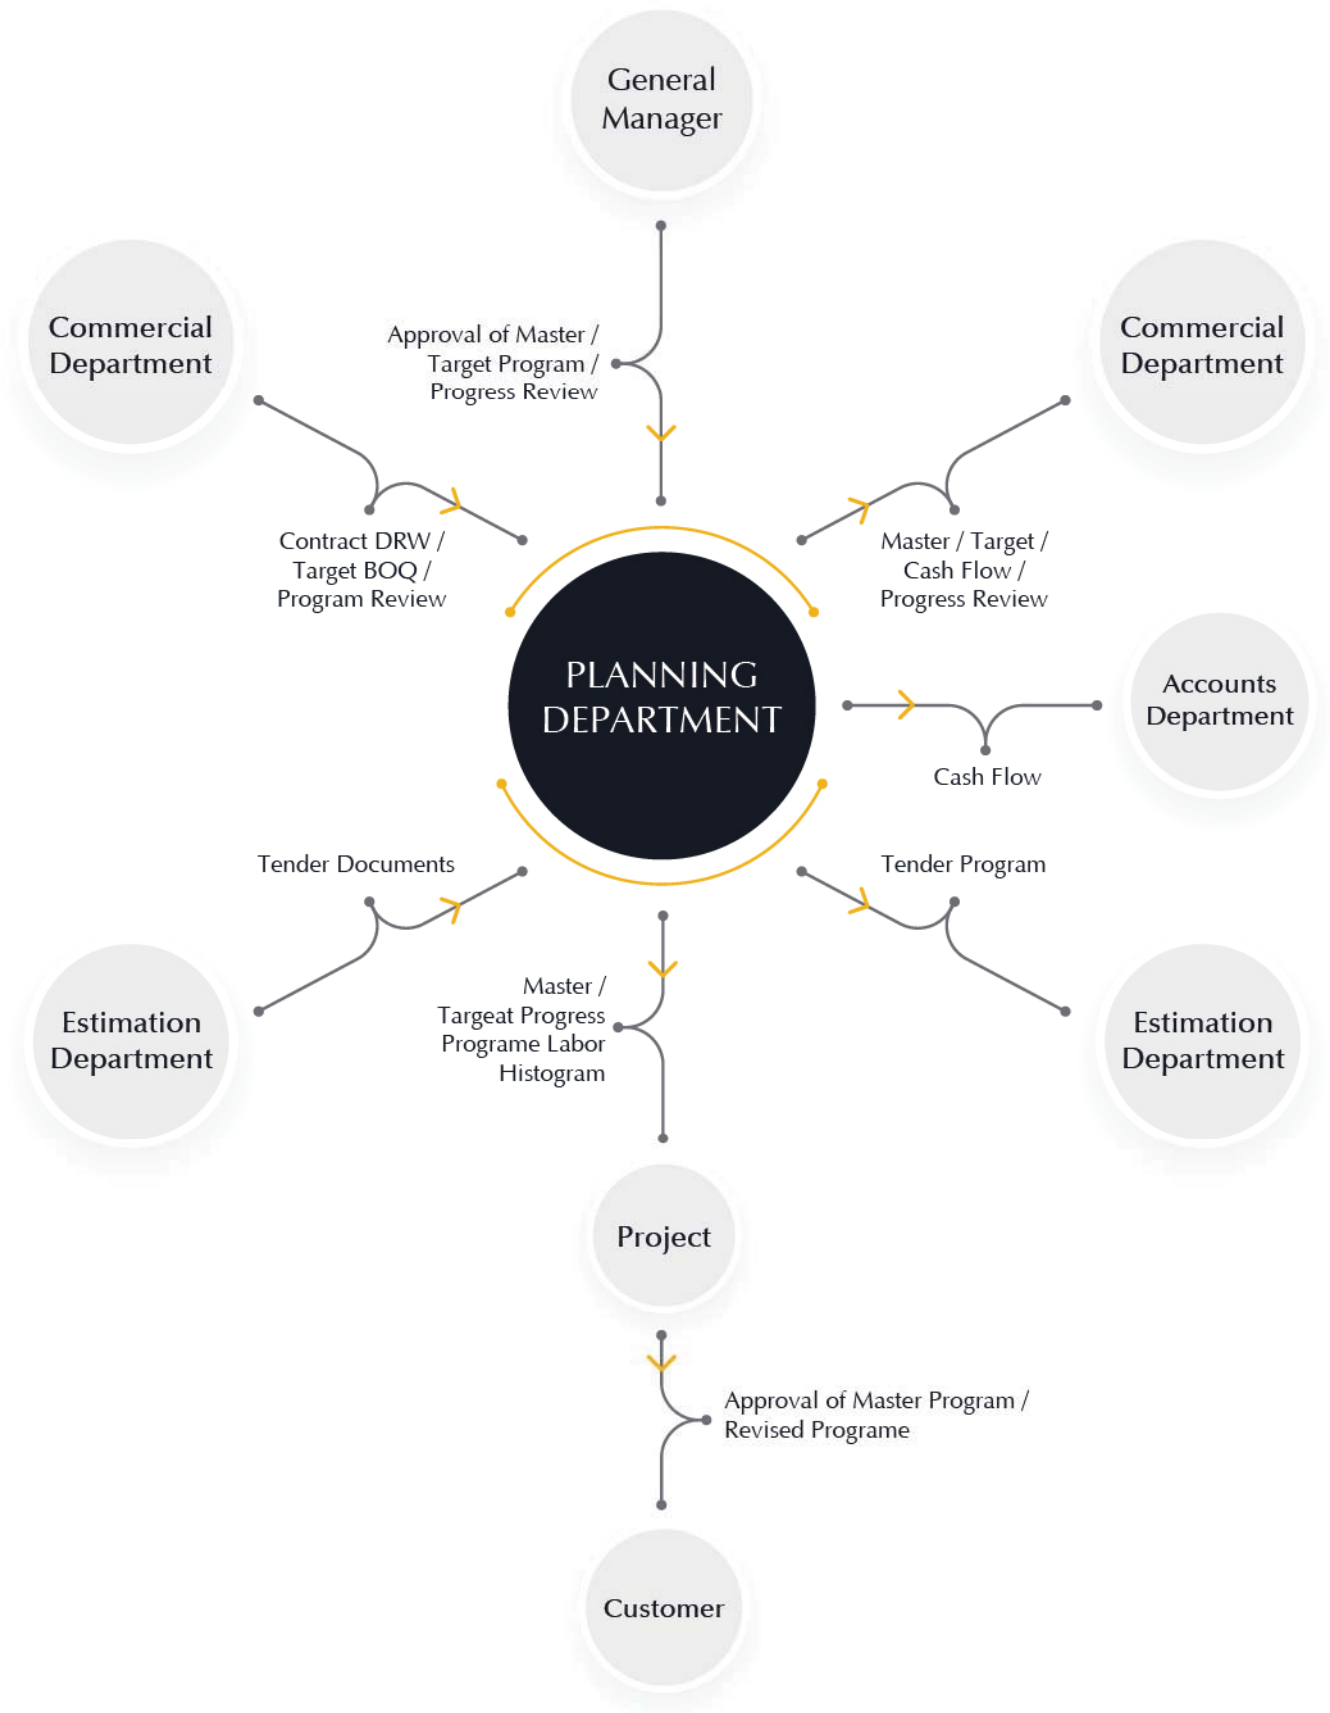 General
Manager
Commercial
Department
Commercial
Department
Approval of Master /
Target Program /
Progress Review
Contract DRW /
Target BOQ /
Program Review
Master / Target /
Cash Flow /
Progress Review
PLANNING
DEPARTMENT
Accounts
Department
Cash Flow
Tender Documents
Tender Program
Estimation
Department
Master /
Targeat Progress
Programe Labor
Histogram
Estimation
Department
Project
Approval of Master Program /
Revised Programe
Customer